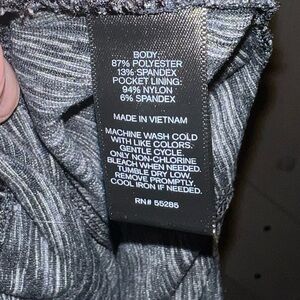 BODY:
87% POLYESTER
13% SPANDEX
POCKET LINING:
94% NYLON
6% SPANDEX
MADE IN VIETNAM
MACHINE WASH COLD
WITH LIKE COLORS.
GENTLE CYCLE.
ONLY NON-CHLORINE
BLEACH WHEN NEEDED.
TUMBLE DRY LOW.
REMOVE PROMPTLY.
COOL IRON IF NEEDED.
RN# 55285